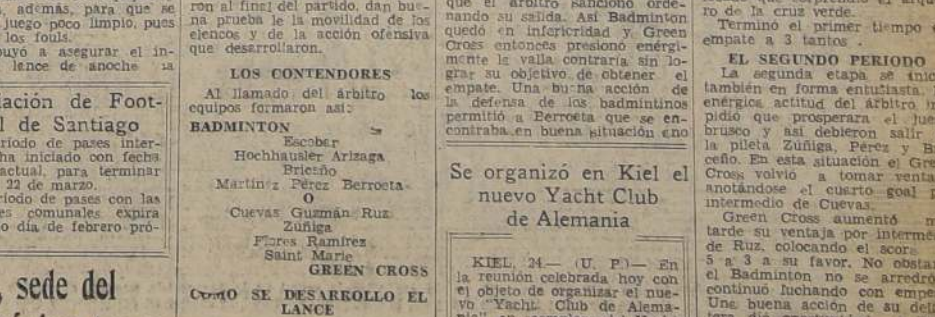 además, para que se
juego poco limpio, pues
los fouls.
buyó a asegurar el in-
lance de anoche la
ación de Foot-
l de Santiago
ríodo de pases inter-
ha iniciado con fecha
actual, para terminar
22 de marzo.
ríodo de pases con las
es comunales expira
o día de febrero pró-
, sede del
ron al finel del partido, dan bue-
na prueba le la movilidad de los
elencos y de la acción ofensiva
que desarrollaron.
LOS CONTENDORES
Al llamado del árbitro los
equipos formaron así:
BADMINTON
Escobar
Hochhausler Arizaga
Briceño
Martínez Pérez Berroeta
O
Cuevas Guzmán Ruz
Zúñiga
Flores Ramírez
Saint Marie
GREEN CROSS
COMO SE DESARROLLO EL
LANCE
que el árbitro sancionó orde-
nando su salida. Así Badminton
quedó en inferioridad y Green
Cross entonces presionó enérgi-
mente la valla contraria sin lo-
grar su objetivo de obtener el
empate. Una buena acción de
la defensa de los badmintinos
permitió a Berroeta que se en-
contraba en buena situación eno
Se organizó en Kiel el
nuevo Yacht Club
de Alemania
KIEL, 24.— (U. P.)— En
la reunión celebrada hoy con
el objeto de organizar el nue-
vo "Yacht Club de Alema-
ro de la cruz verde.
Terminó el primer tiempo
empate a 3 tantos.
EL SEGUNDO PERIODO
La segunda etapa se inic
también en forma entusiasta.
enérgica actitud del árbitro im
pidió que prosperara el jue
brusco y así debieron salir
la pileta Zúñiga, Pérez y B
ceño. En esta situación el Gre
Cross volvió a tomar venta
anotándose el cuarto goal
intermedio de Cuevas.
Green Cross aumentó m
tarde su ventaja por interme
de Ruz, colocando el score
5 a 3 a su favor. No obstan
el Badminton no se arredró
continuó luchando con empe
Una buena acción de su del